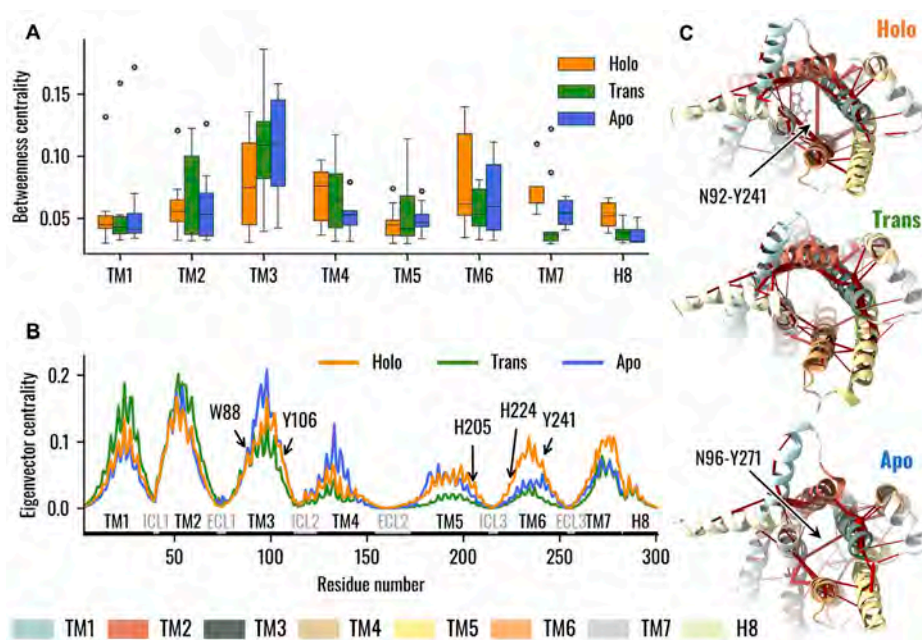 A
Betweenness centrality
0.15
0.10
0.05
Holo
Trans
Apo
TM1 TM2 TM3 TM4 TM5 TM6 TM7 H8
B
Eigenvector centrality
0.2
0.1
0.0
Holo Trans Apo
W88
Y106
H205
H224
Y241
TM1 ICL1 TM2 ECL1 TM3 ICL2 TM4 ECL2 TM5 ICL3 TM6 ECL3 TM7 H8
50 100 150 200 250 300
Residue number
C
Holo
N92-Y241
Trans
N96-Y271
Apo
TM1 TM2 TM3 TM4 TM5 TM6 TM7 H8